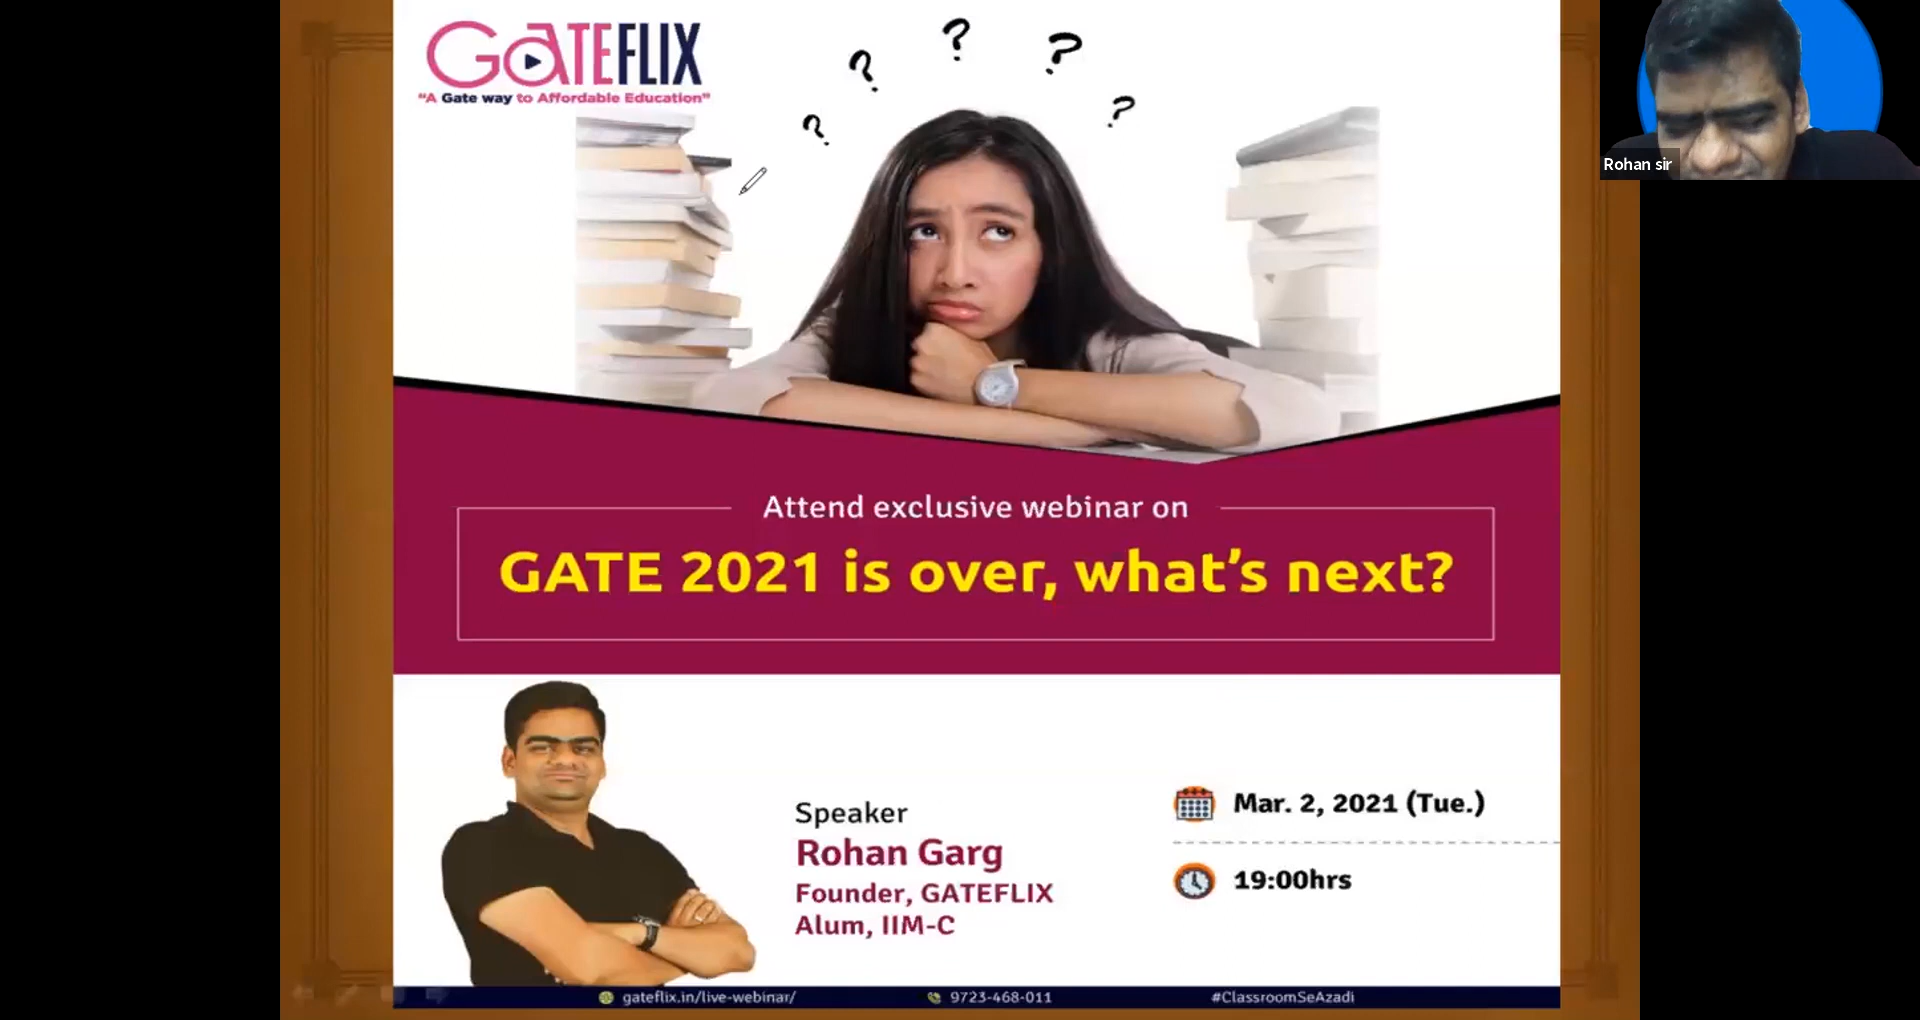 GATEFLIX
"A Gate way to Affordable Education"
? ? ? ? ?
Rohan sir
Attend exclusive webinar on
GATE 2021 is over, what's next?
Speaker
Rohan Garg
Founder, GATEFLIX
Alum, IIM-C
Mar. 2, 2021 (Tue.)
19:00hrs
gateflix.in/live-webinar/
9723-468-011
#ClassroomSeAzadi